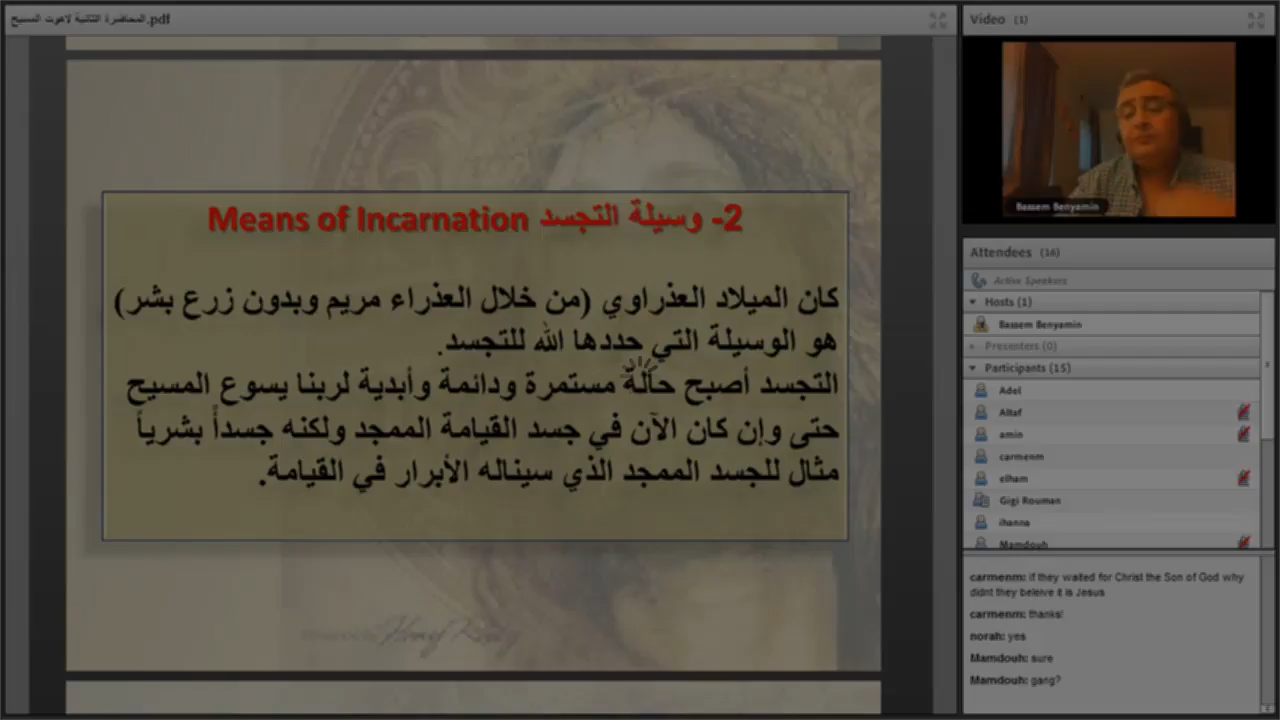 المحاضرة الثانية لاهوت المسيح.pdf
2- وسيلة التجسد Means of Incarnation
كان الميلاد العذراوي (من خلال العذراء مريم وبدون زرع بشر)
هو الوسيلة التي حددها الله للتجسد.
التجسد أصبح حالة مستمرة ودائمة وأبدية لربنا يسوع المسيح
حتى وإن كان الآن في جسد القيامة الممجد ولكنه جسداً بشرياً
مثال للجسد الممجد الذي سيناله الأبرار في القيامة.
Video (1)
Bassem Benyamin
Attendees (16)
Active Speakers
Hosts (1)
Bassem Benyamin
Presenters (0)
Participants (15)
Adel
Altaf
amin
carmenm
elham
Gigi Rouman
ihanna
Mamdouh
carmenm: if they waited for Christ the Son of God why
didnt they beleive it is Jesus
carmenm: thanks!
norah: yes
Mamdouh: sure
Mamdouh: gang?